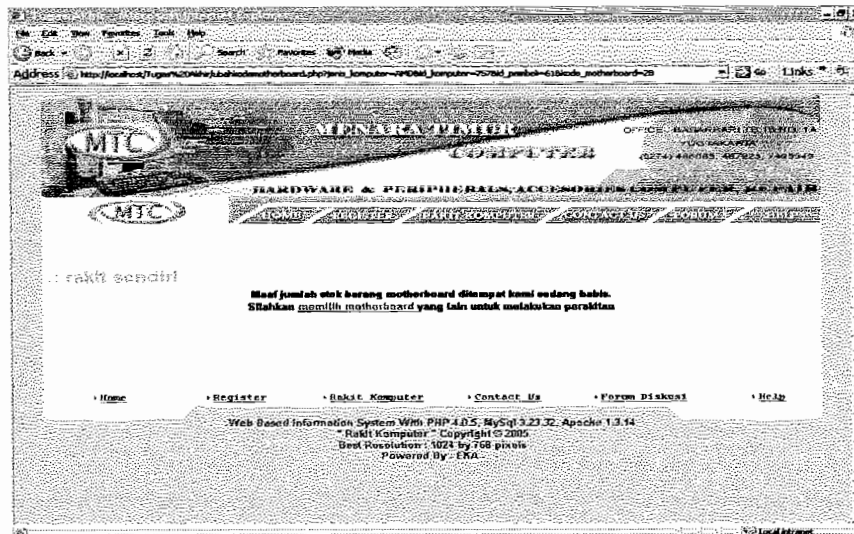 File Edit View Favorites Tools Help
Back Search Favorites Media
Address Go Links
MTC
MENARA TIMUR
COMPUTER
YOGYAKARTA
HARDWARE & PERIPHERALS, ACCESORIES COMPUTER, REPAIR
MTC
HOME REGISTER RAKIT KOMPUTER CONTACT US FORUM HELP
.: rakit sendiri
Maaf jumlah stok barang motherboard ditempat kami sedang habis.
Silahkan memilih motherboard yang lain untuk melakukan perakitan
Home Register Rakit Komputer Contact Us Forum Diskusi Help
Web Based Information System With PHP 4.0.5, MySql 3.23.32, Apache 1.3.14
" Rakit Komputer " Copyright © 2005
Best Resolution : 1024 by 768 pixels
Powered By : EKA
Local intranet